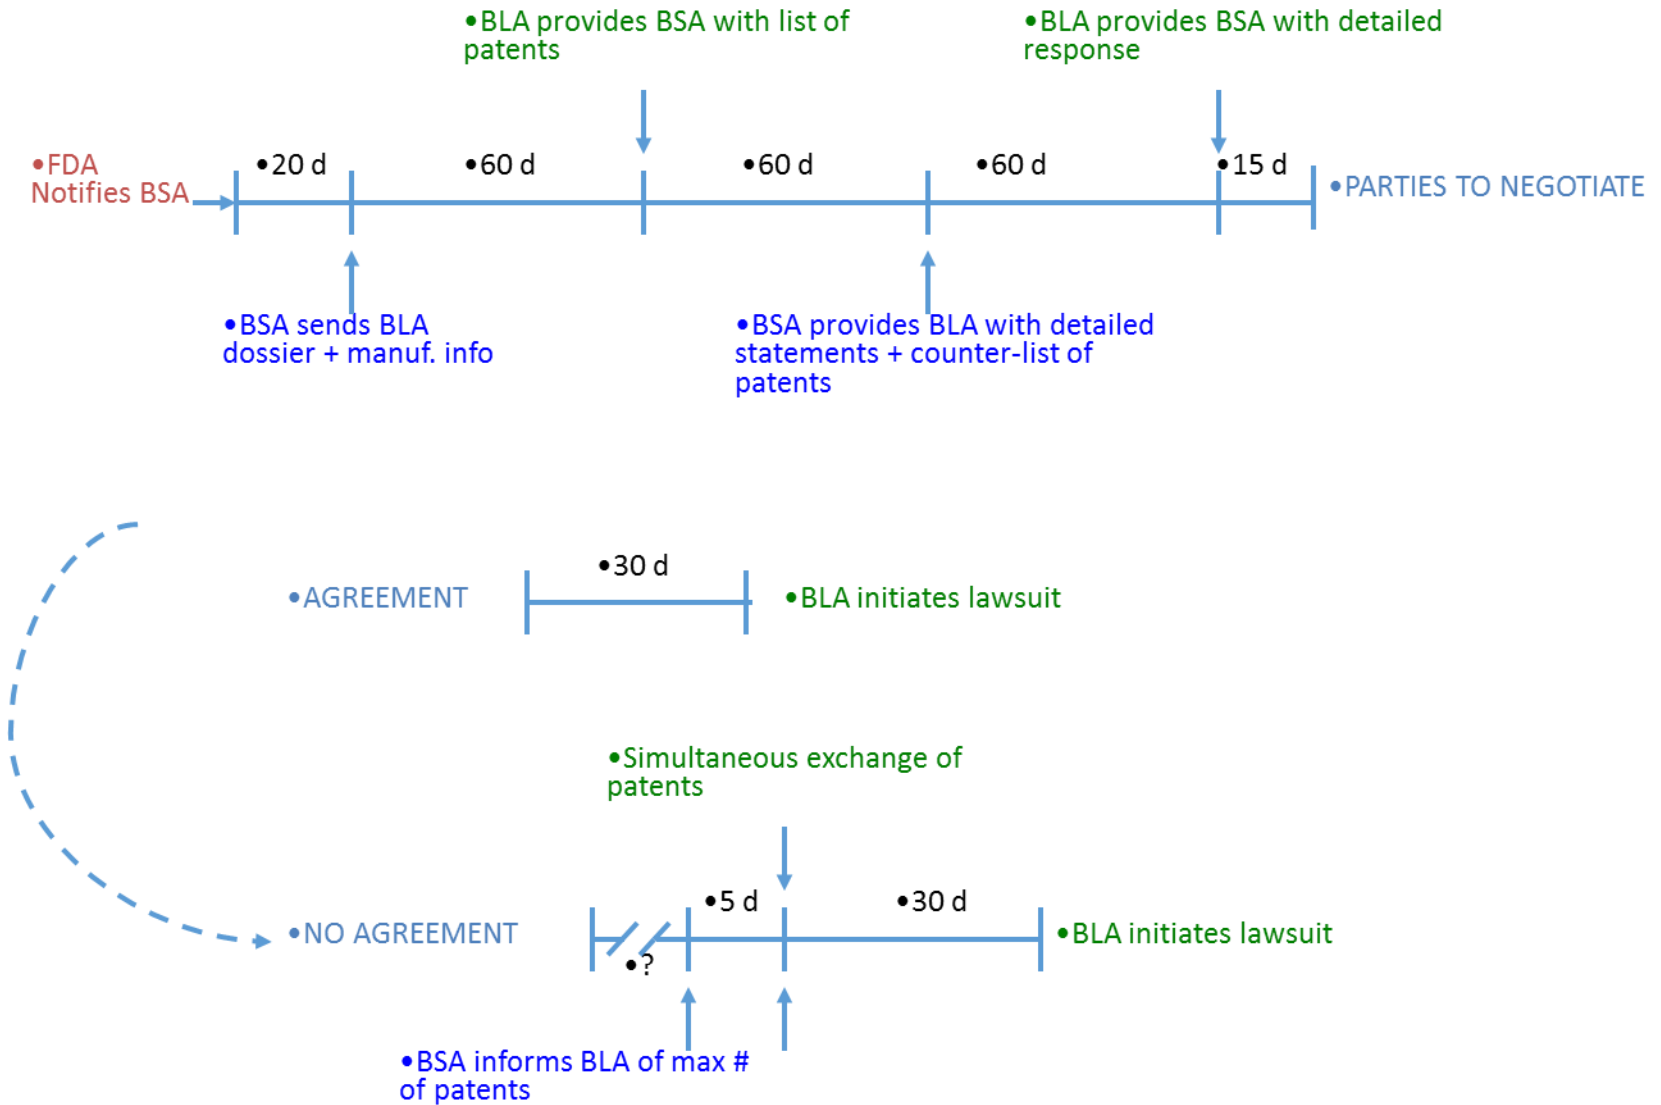 •BLA provides BSA with list of
patents
•BLA provides BSA with detailed
response
•FDA
Notifies BSA
•20 d
•60 d
•60 d
•60 d
•15 d
•PARTIES TO NEGOTIATE
•BSA sends BLA
dossier + manuf. info
•BSA provides BLA with detailed
statements + counter-list of
patents
•AGREEMENT
•30 d
•BLA initiates lawsuit
•Simultaneous exchange of
patents
•NO AGREEMENT
•?
•5 d
•30 d
•BLA initiates lawsuit
•BSA informs BLA of max #
of patents